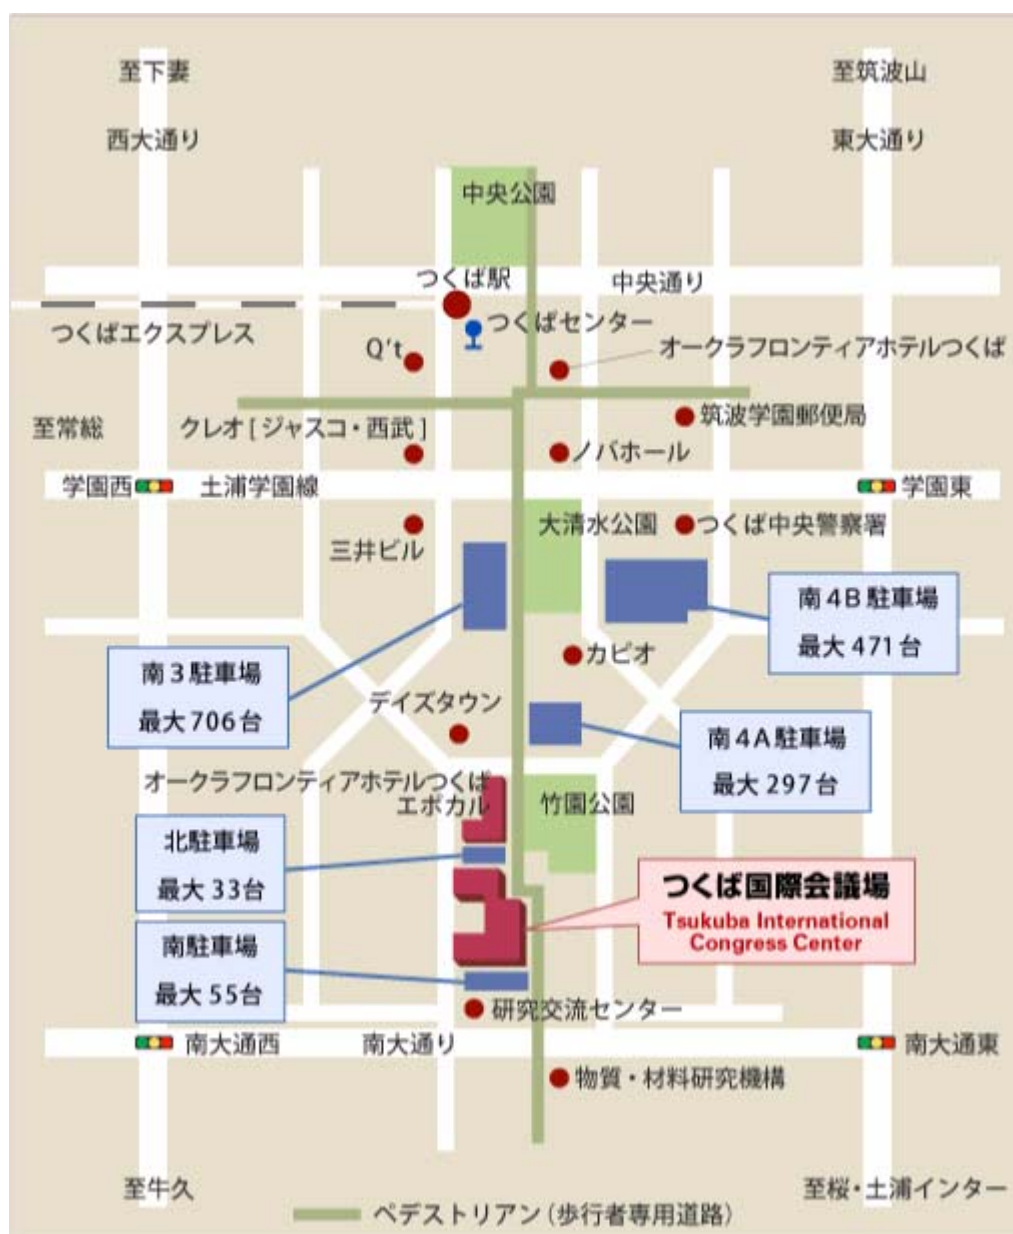 至下妻
至筑波山
西大通り
東大通り
中央公園
つくば駅
中央通り
つくばセンター
つくばエクスプレス
Q't
オークラフロンティアホテルつくば
筑波学園郵便局
至常総
クレオ[ジャスコ・西武]
ノバホール
学園西
土浦学園線
学園東
大清水公園
つくば中央警察署
三井ビル
南4B駐車場
最大471台
カピオ
南3駐車場
最大706台
デイズタウン
南4A駐車場
最大297台
オークラフロンティアホテルつくば
エポカル
竹園公園
北駐車場
最大33台
つくば国際会議場
Tsukuba International
Congress Center
南駐車場
最大55台
研究交流センター
南大通西
南大通り
南大通東
物質・材料研究機構
至牛久
至桜・土浦インター
ペデストリアン(歩行者専用道路)